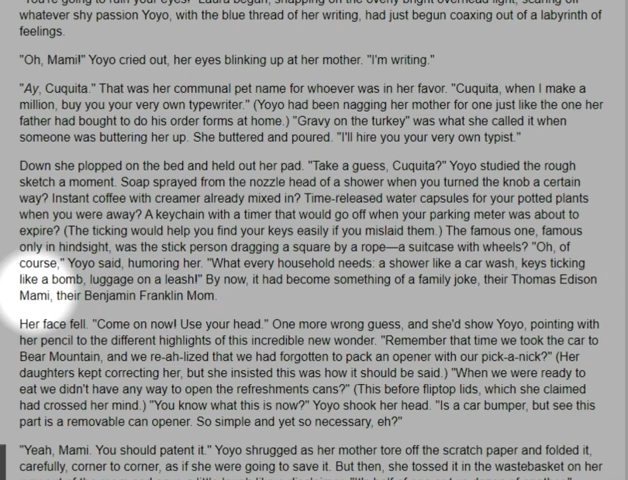 whatever shy passion Yoyo, with the blue thread of her writing, had just begun coaxing out of a labyrinth of
feelings.
"Oh, Mami!" Yoyo cried out, her eyes blinking up at her mother. "I'm writing."
"Ay, Cuquita." That was her communal pet name for whoever was in her favor. "Cuquita, when I make a
million, buy you your very own typewriter." (Yoyo had been nagging her mother for one just like the one her
father had bought to do his order forms at home.) "Gravy on the turkey" was what she called it when
someone was buttering her up. She buttered and poured. "I'll hire you your very own typist."
Down she plopped on the bed and held out her pad. "Take a guess, Cuquita?" Yoyo studied the rough
sketch a moment. Soap sprayed from the nozzle head of a shower when you turned the knob a certain
way? Instant coffee with creamer already mixed in? Time-released water capsules for your potted plants
when you were away? A keychain with a timer that would go off when your parking meter was about to
expire? (The ticking would help you find your keys easily if you mislaid them.) The famous one, famous
only in hindsight, was the stick person dragging a square by a rope—a suitcase with wheels? "Oh, of
course," Yoyo said, humoring her. "What every household needs: a shower like a car wash, keys ticking
like a bomb, luggage on a leash!" By now, it had become something of a family joke, their Thomas Edison
Mami, their Benjamin Franklin Mom.
Her face fell. "Come on now! Use your head." One more wrong guess, and she'd show Yoyo, pointing with
her pencil to the different highlights of this incredible new wonder. "Remember that time we took the car to
Bear Mountain, and we re-ah-lized that we had forgotten to pack an opener with our pick-a-nick?" (Her
daughters kept correcting her, but she insisted this was how it should be said.) "When we were ready to
eat we didn't have any way to open the refreshments cans?" (This before fliptop lids, which she claimed
had crossed her mind.) "You know what this is now?" Yoyo shook her head. "Is a car bumper, but see this
part is a removable can opener. So simple and yet so necessary, eh?"
"Yeah, Mami. You should patent it." Yoyo shrugged as her mother tore off the scratch paper and folded it,
carefully, corner to corner, as if she were going to save it. But then, she tossed it in the wastebasket on her